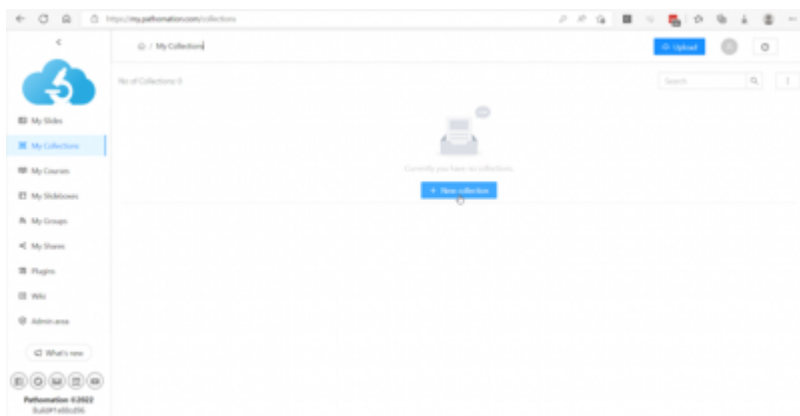 https://my.pathomation.com/collections
/ My Collections
Upload
No of Collections: 0
Search
My Slides
My Collections
My Courses
My Slideboxes
My Groups
My Shares
Plugins
Wiki
Admin area
Currently you have no collections.
+ New collection
What's new
Pathomation ©2022